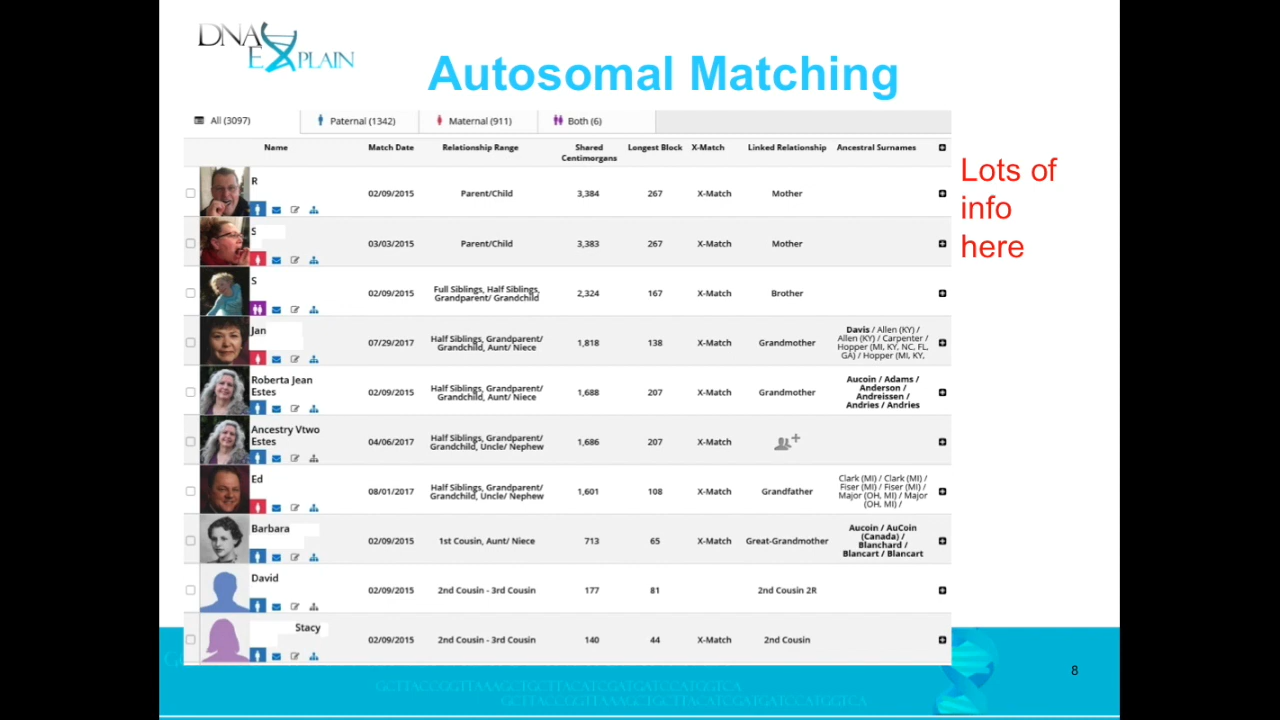 DNA
EXPLAIN
Autosomal Matching
All (3097) Paternal (1342) Maternal (911) Both (6)
Name Match Date Relationship Range Shared Centimorgans Longest Block X-Match Linked Relationship Ancestral Surnames
Lots of
info
here
R 02/09/2015 Parent/Child 3,384 267 X-Match Mother
S 03/03/2015 Parent/Child 3,383 267 X-Match Mother
S 02/09/2015 Full Siblings, Half Siblings, Grandparent/ Grandchild 2,324 167 X-Match Brother
Jan 07/29/2017 Half Siblings, Grandparent/ Grandchild, Aunt/ Niece 1,818 138 X-Match Grandmother Davis / Allen (KY) / Allen (KY) / Carpenter / Hopper (MI, KY, NC, FL, GA) / Hopper (MI, KY,
Roberta Jean Estes 02/09/2015 Half Siblings, Grandparent/ Grandchild, Aunt/ Niece 1,688 207 X-Match Grandmother Aucoin / Adams / Anderson / Andreissen / Andries / Andries
Ancestry Vtwo Estes 04/06/2017 Half Siblings, Grandparent/ Grandchild, Uncle/ Nephew 1,686 207 X-Match
Ed 08/01/2017 Half Siblings, Grandparent/ Grandchild, Uncle/ Nephew 1,601 108 X-Match Grandfather Clark (MI) / Clark (MI) / Fiser (MI) / Fiser (MI) / Major (OH, MI) / Major (OH, MI) /
Barbara 02/09/2015 1st Cousin, Aunt/ Niece 713 65 X-Match Great-Grandmother Aucoin / AuCoin (Canada) / Blanchard / Blancart / Blancart
David 02/09/2015 2nd Cousin - 3rd Cousin 177 81 2nd Cousin 2R
Stacy 02/09/2015 2nd Cousin - 3rd Cousin 140 44 X-Match 2nd Cousin
8